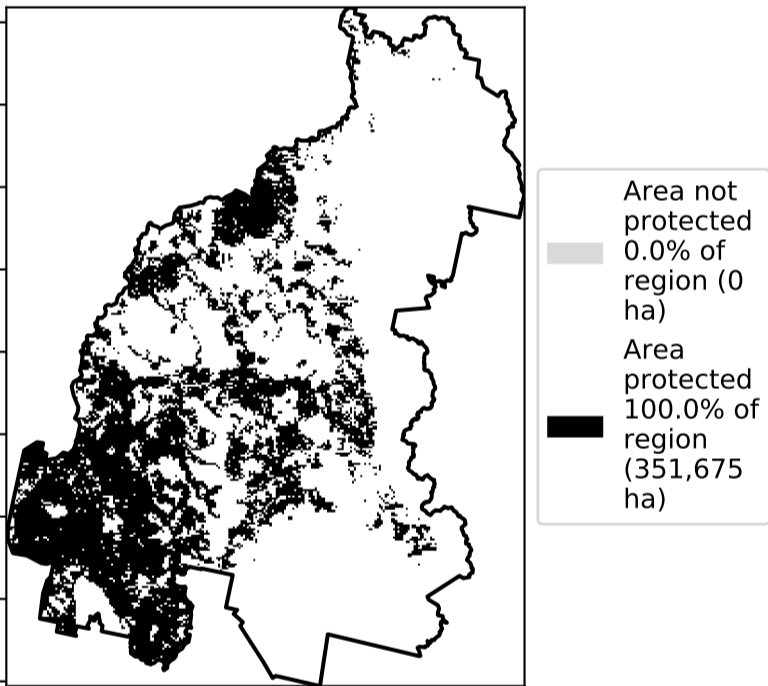 Area not
protected
0.0% of
region (0
ha)
Area
protected
100.0% of
region
(351,675
ha)